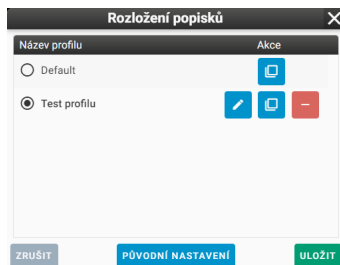 Rozložení popisků
Název profilu Akce
Default
Test profilu
ZRUŠIT PŮVODNÍ NASTAVENÍ ULOŽIT